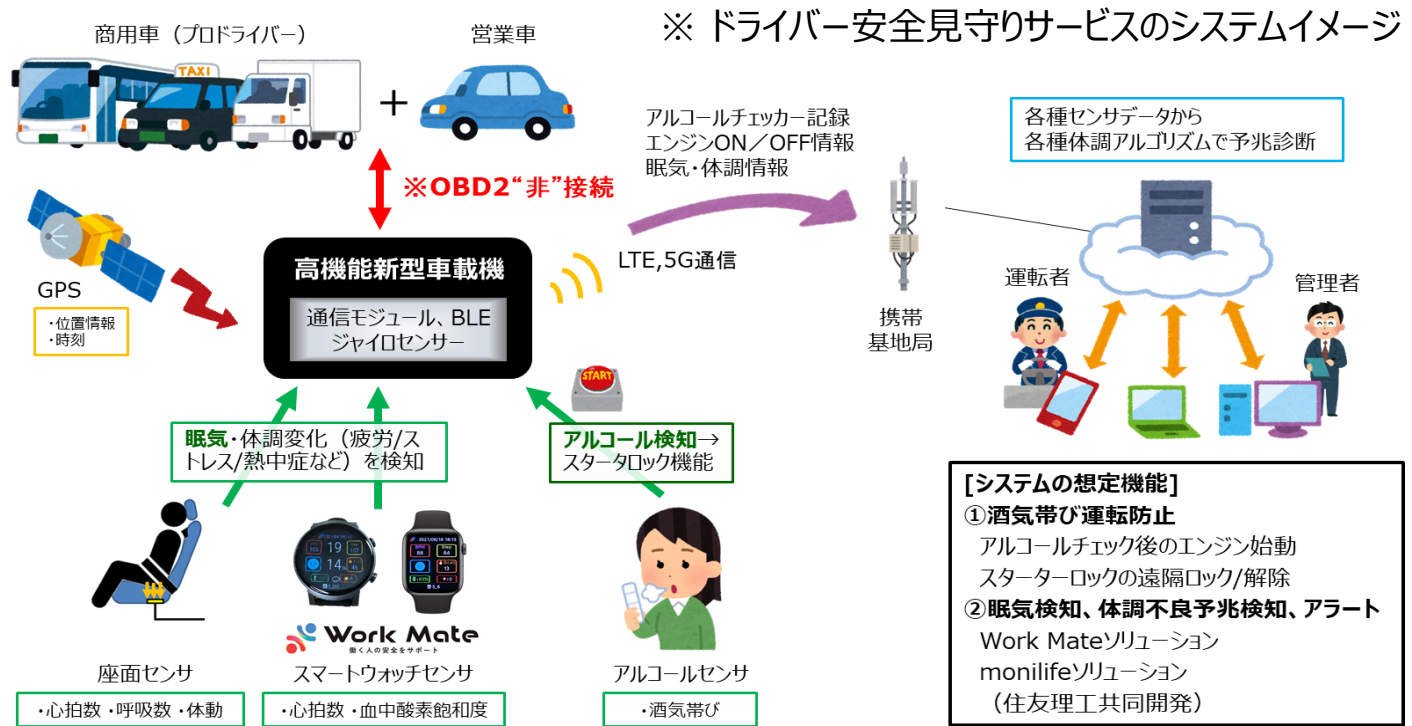 ※ ドライバー安全見守りサービスのシステムイメージ
商用車（プロドライバー）
営業車
TAXI
+
※OBD2“非”接続
アルコールチェッカー記録
エンジンON／OFF情報
眠気・体調情報
各種センサデータから
各種体調アルゴリズムで予兆診断
GPS
・位置情報
・時刻
高機能新型車載機
通信モジュール、BLE
ジャイロセンサー
LTE,5G通信
携帯
基地局
運転者
管理者
START
眠気・体調変化（疲労/ス
トレス/熱中症など）を検知
アルコール検知→
スタータロック機能
Work Mate
働く人の安全をサポート
座面センサ
・心拍数 ・呼吸数 ・体動
スマートウォッチセンサ
・心拍数 ・血中酸素飽和度
アルコールセンサ
・酒気帯び
[システムの想定機能]
①酒気帯び運転防止
アルコールチェック後のエンジン始動
スターターロックの遠隔ロック/解除
②眠気検知、体調不良予兆検知、アラート
Work Mateソリューション
monilifeソリューション
（住友理工共同開発）